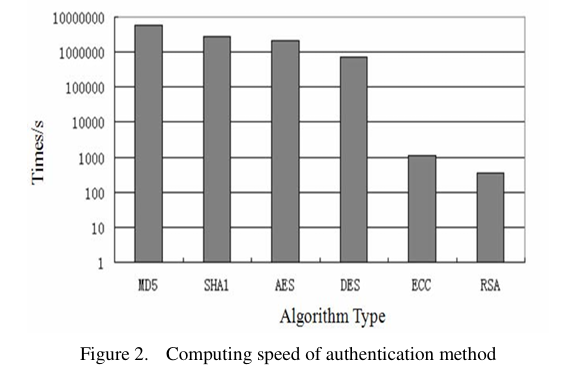 10000000
1000000
100000
10000
1000
100
10
1
Times/s
MD5 SHA1 AES DES ECC RSA
Algorithm Type
Figure 2. Computing speed of authentication method